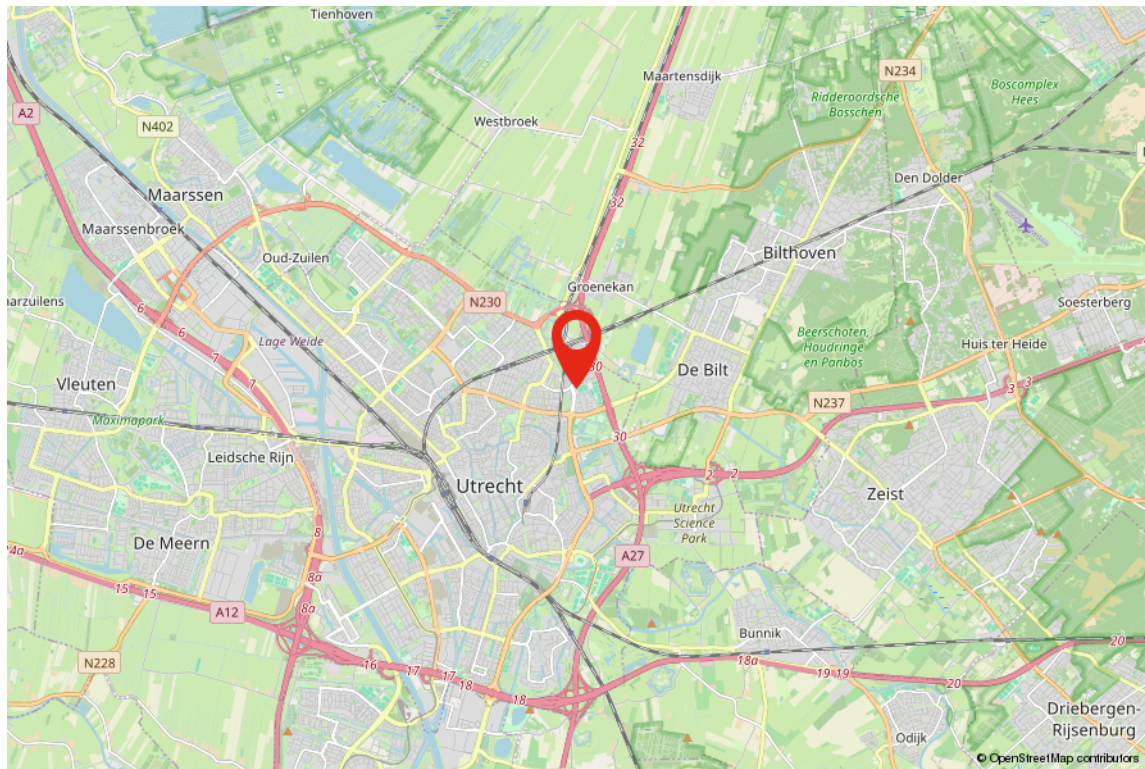 Tienhoven
Maartensdijk
N234
Boscomplex
Hees
Ridderoordsche
Bosschen
A2
N402
Westbroek
32
Maarssen
32
Den Dolder
Maarssenbroek
Oud-Zuilen
Bilthoven
Groenekan
Soesterberg
aarzuilens
6
N230
6
Lage Weide
7
Beerschoten,
Houdringe
en Panbos
Huis ter Heide
7
30
De Bilt
Vleuten
3
3
N237
Maximapark
30
Leidsche Rijn
2
2
Utrecht
Zeist
Utrecht
Science
Park
8
De Meern
4a
A27
15
15
8a
8a
A12
Bunnik
20
N228
16
17
17
18
18
18a
19
19
20
Driebergen-
Rijsenburg
Odijk
© OpenStreetMap contributors